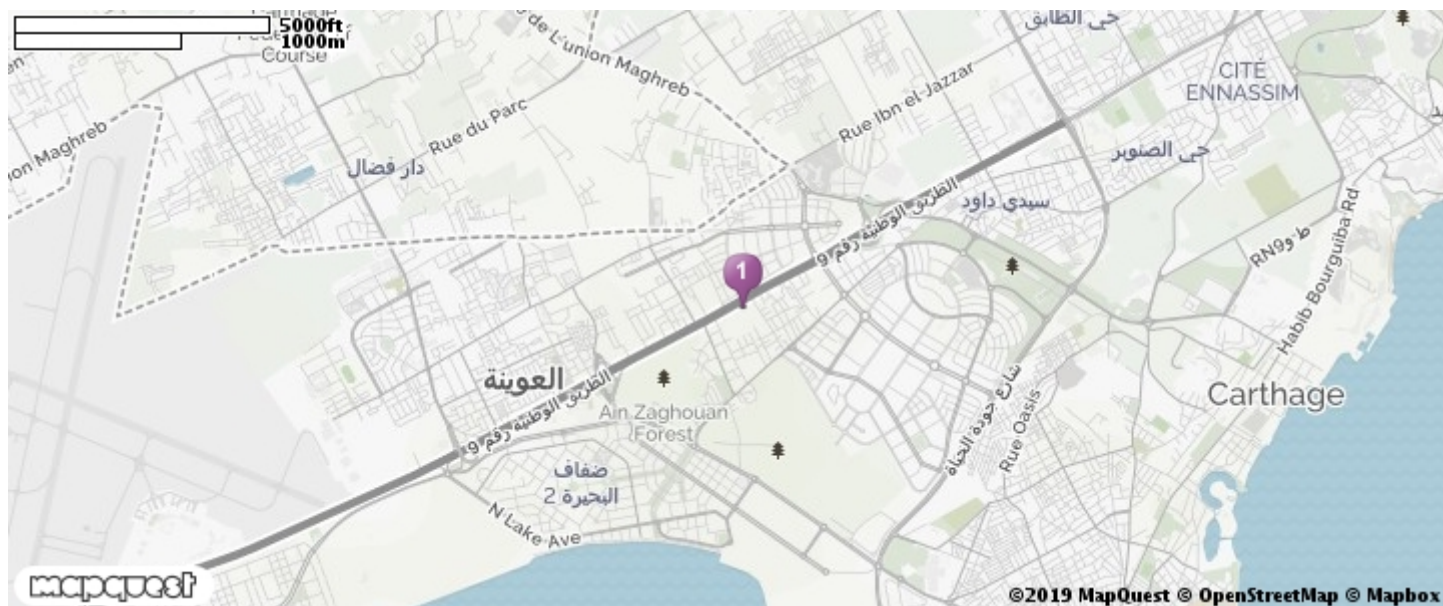 5000ft
1000m
Course
De L'union Maghreb
حي الطابق
CITÉ
ENNASSIM
Rue Ibn el Jazzar
Rue du Parc
ion Maghreb
دار فضال
حي الصنوبر
سيدي داود
الطريق الوطنية رقم 9
ط و RN9
Habib Bourguiba Rd
1
العوينة
الطريق الوطنية رقم 9
Ain Zaghouan
Forest
شارع جودة الحياة
Rue Oasis
Carthage
ضفاف
البحيرة 2
N Lake Ave
mapquest
©2019 MapQuest © OpenStreetMap © Mapbox